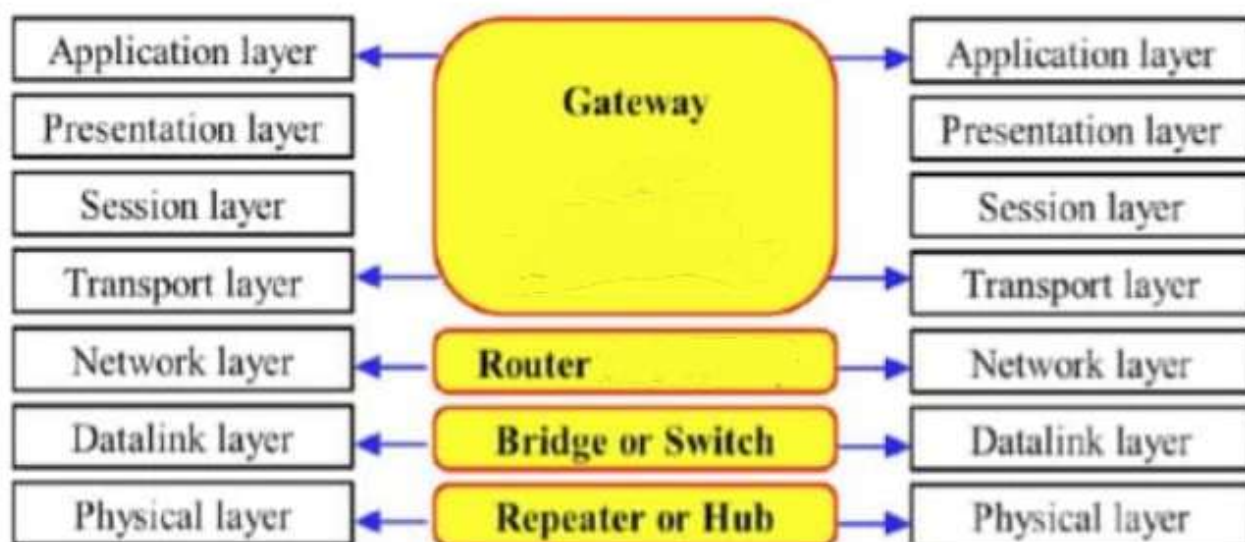 Application layer
Gateway
Application layer
Presentation layer
Presentation layer
Session layer
Session layer
Transport layer
Transport layer
Network layer
Router
Network layer
Datalink layer
Bridge or Switch
Datalink layer
Physical layer
Repeater or Hub
Physical layer